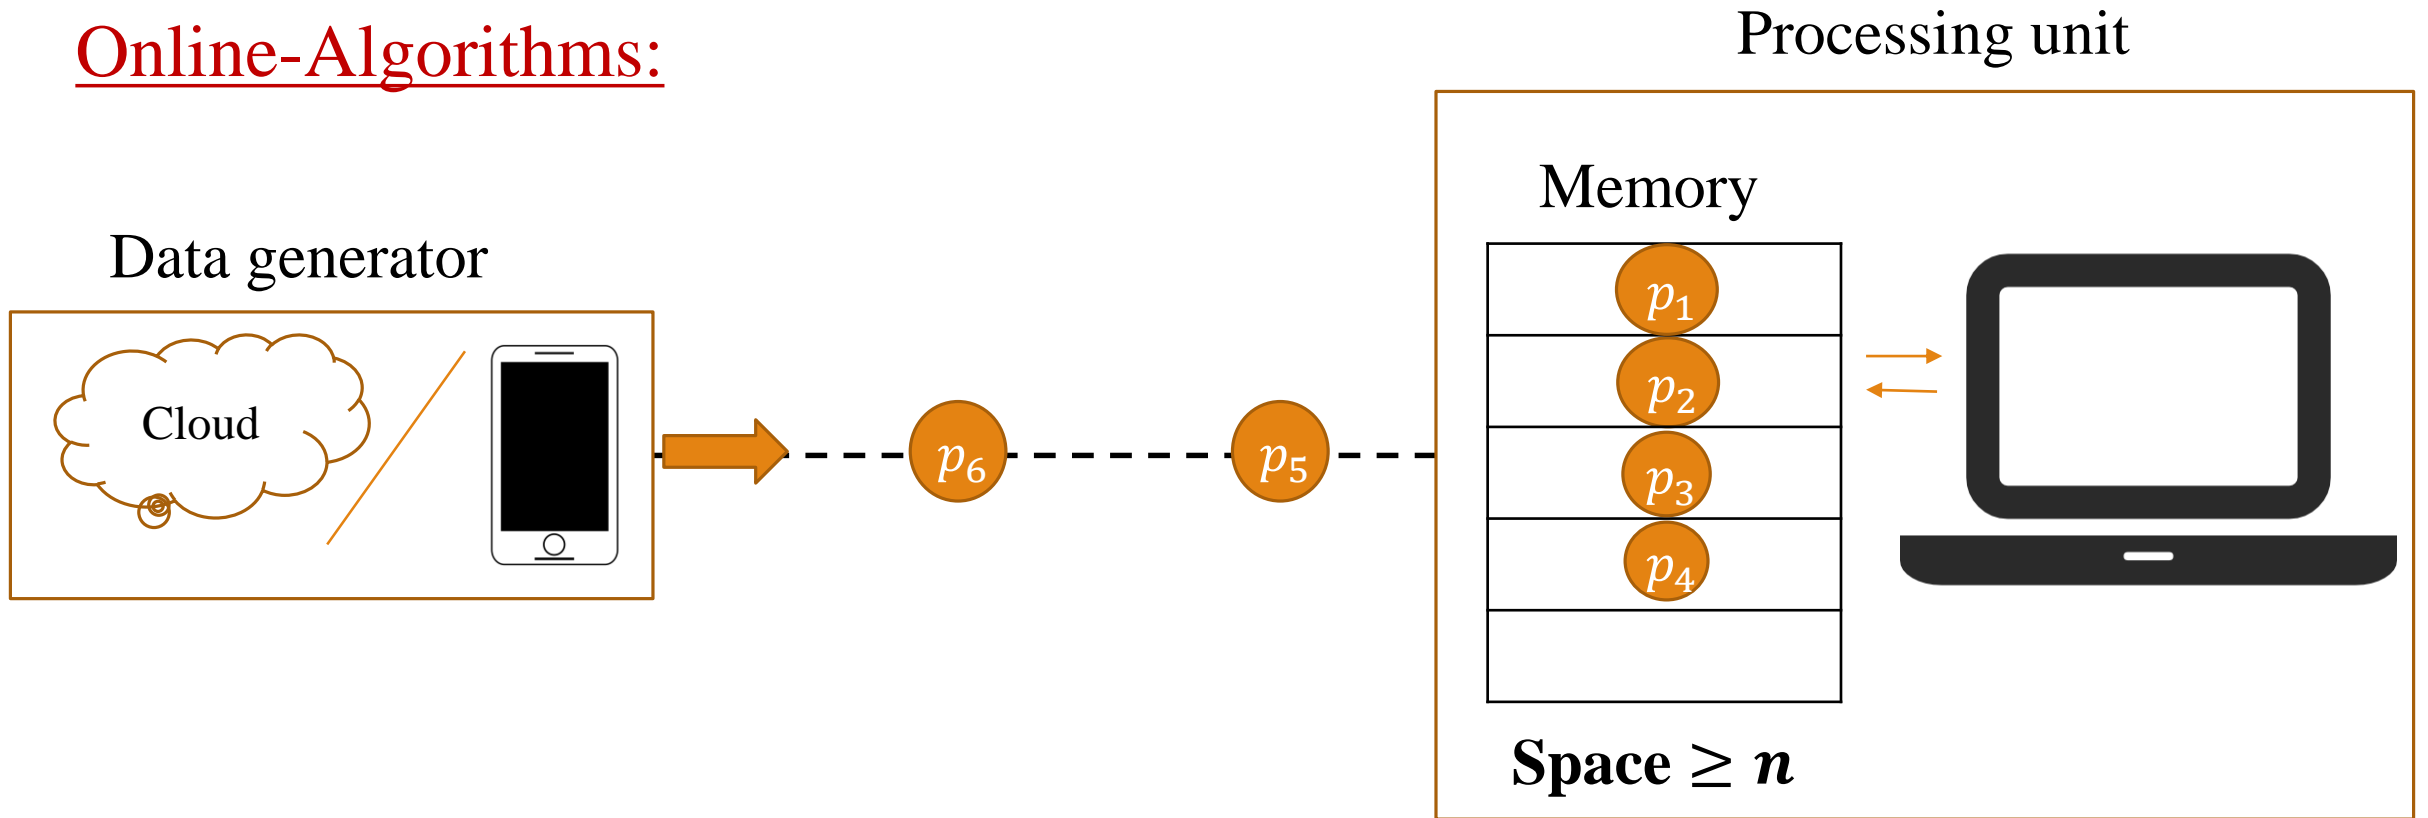 Online-Algorithms:
Processing unit
Memory
Data generator
Cloud
p₆
p₅
p₁
p₂
p₃
p₄
Space ≥ n